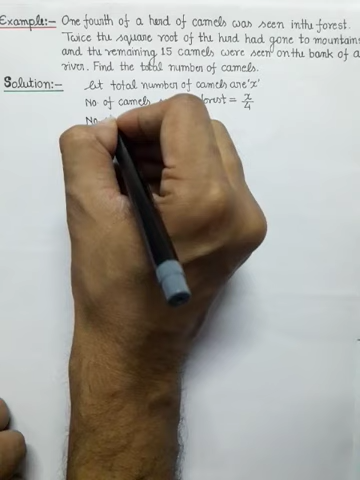 Example:- One fourth of a herd of camels was seen in the forest.
Twice the square root of the herd had gone to mountains
and the remaining 15 camels were seen on the bank of a
river. Find the total number of camels.
Solution:- let total number of camels are 'x'
No of camels forest = x/4
No